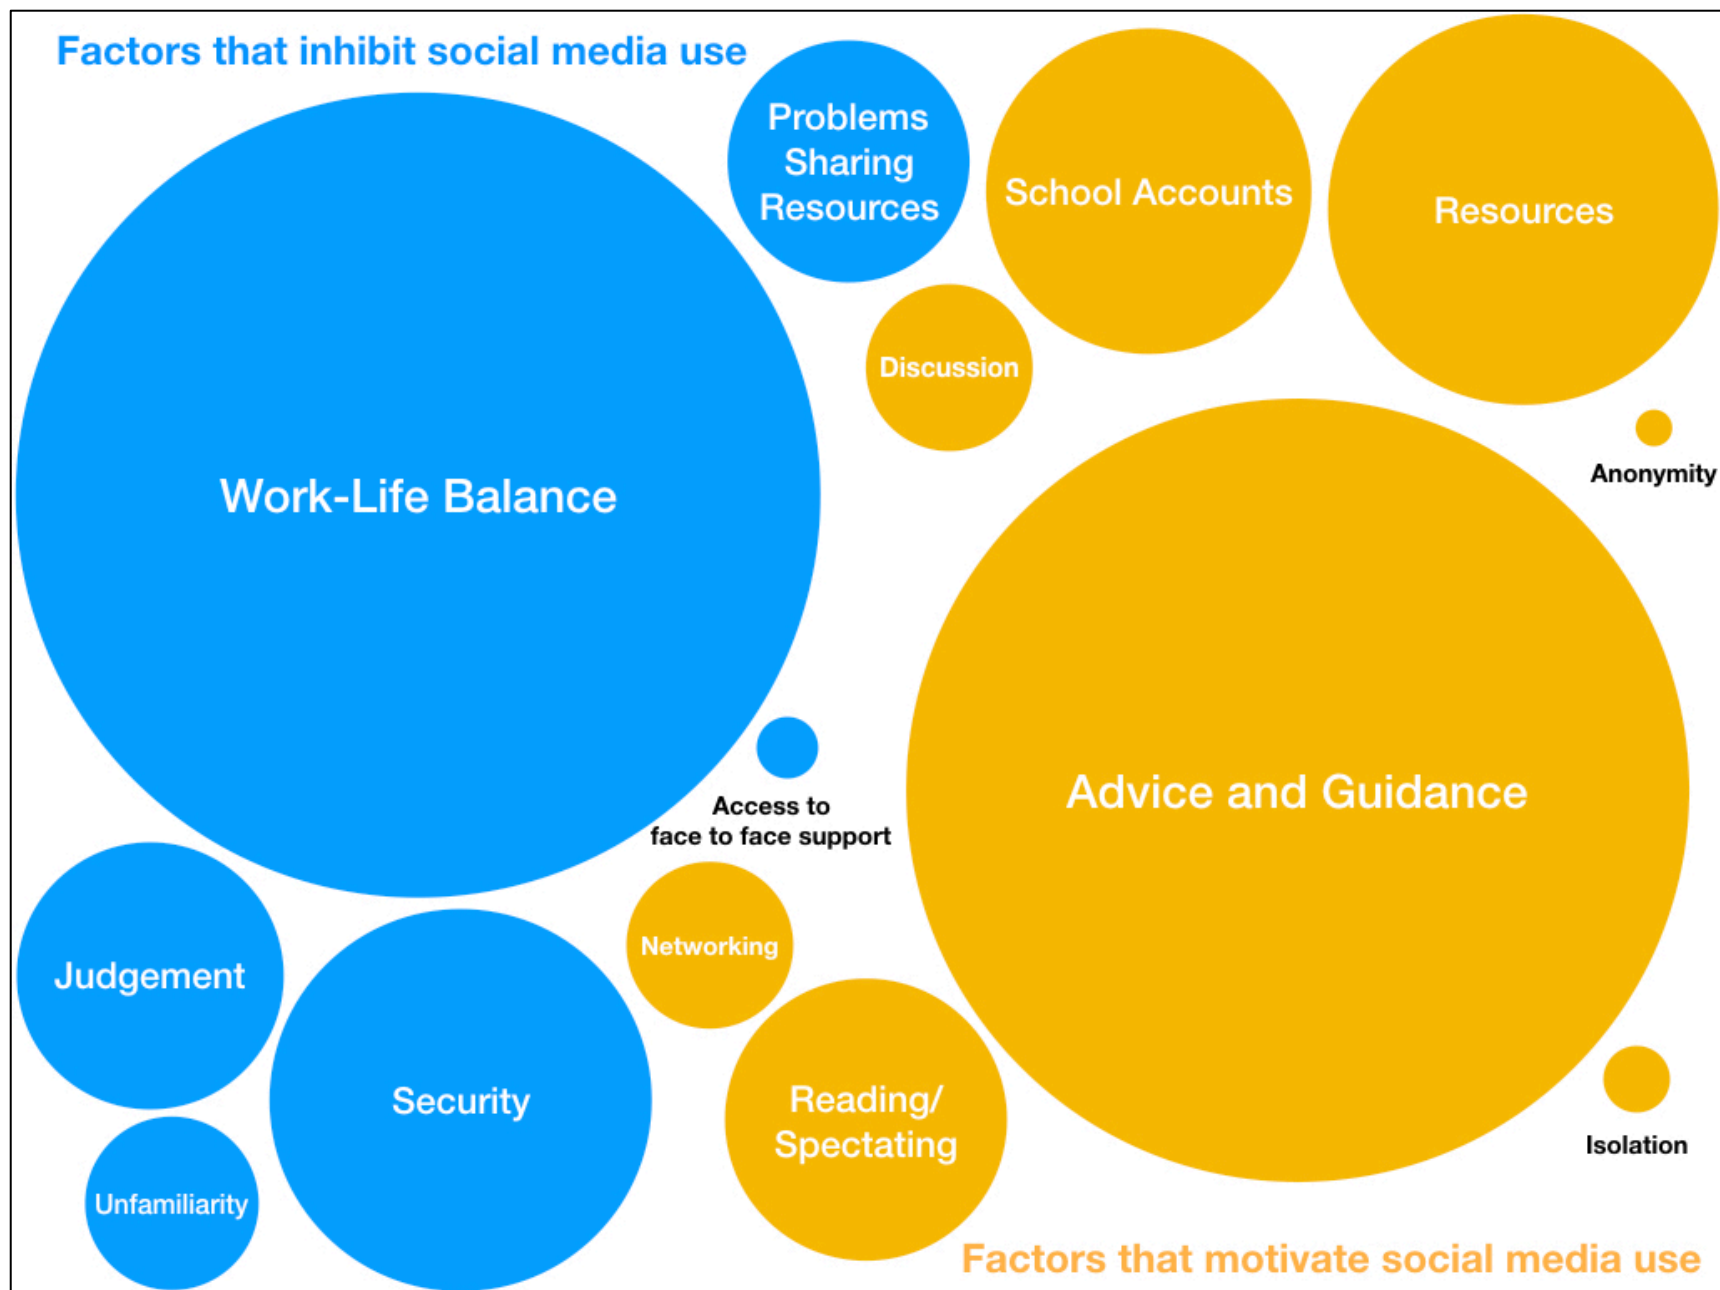 Factors that inhibit social media use
Problems
Sharing
Resources
School Accounts
Resources
Discussion
Anonymity
Work-Life Balance
Access to
face to face support
Advice and Guidance
Networking
Judgement
Security
Reading/
Spectating
Isolation
Unfamiliarity
Factors that motivate social media use